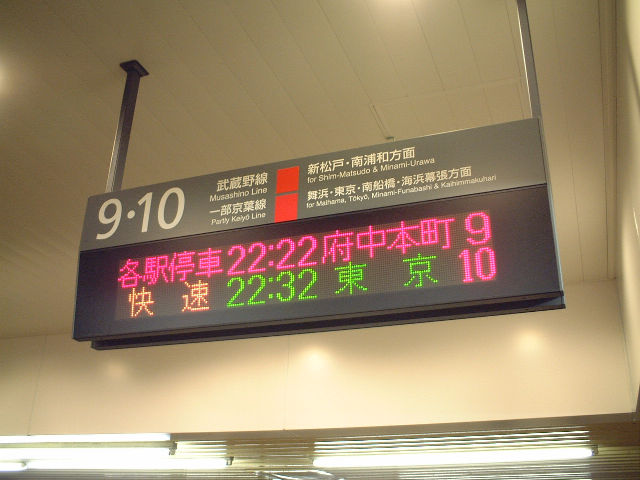 9・10
武蔵野線
Musashino Line
一部京葉線
Partly Keiyō Line
新松戸・南浦和方面
for Shim-Matsudo & Minami-Urawa
舞浜・東京・南船橋・海浜幕張方面
for Maihama, Tōkyō, Minami-Funabashi & Kaihimmakuhari
各駅停車 22:22 府中本町 9
快速 22:32 東京 10